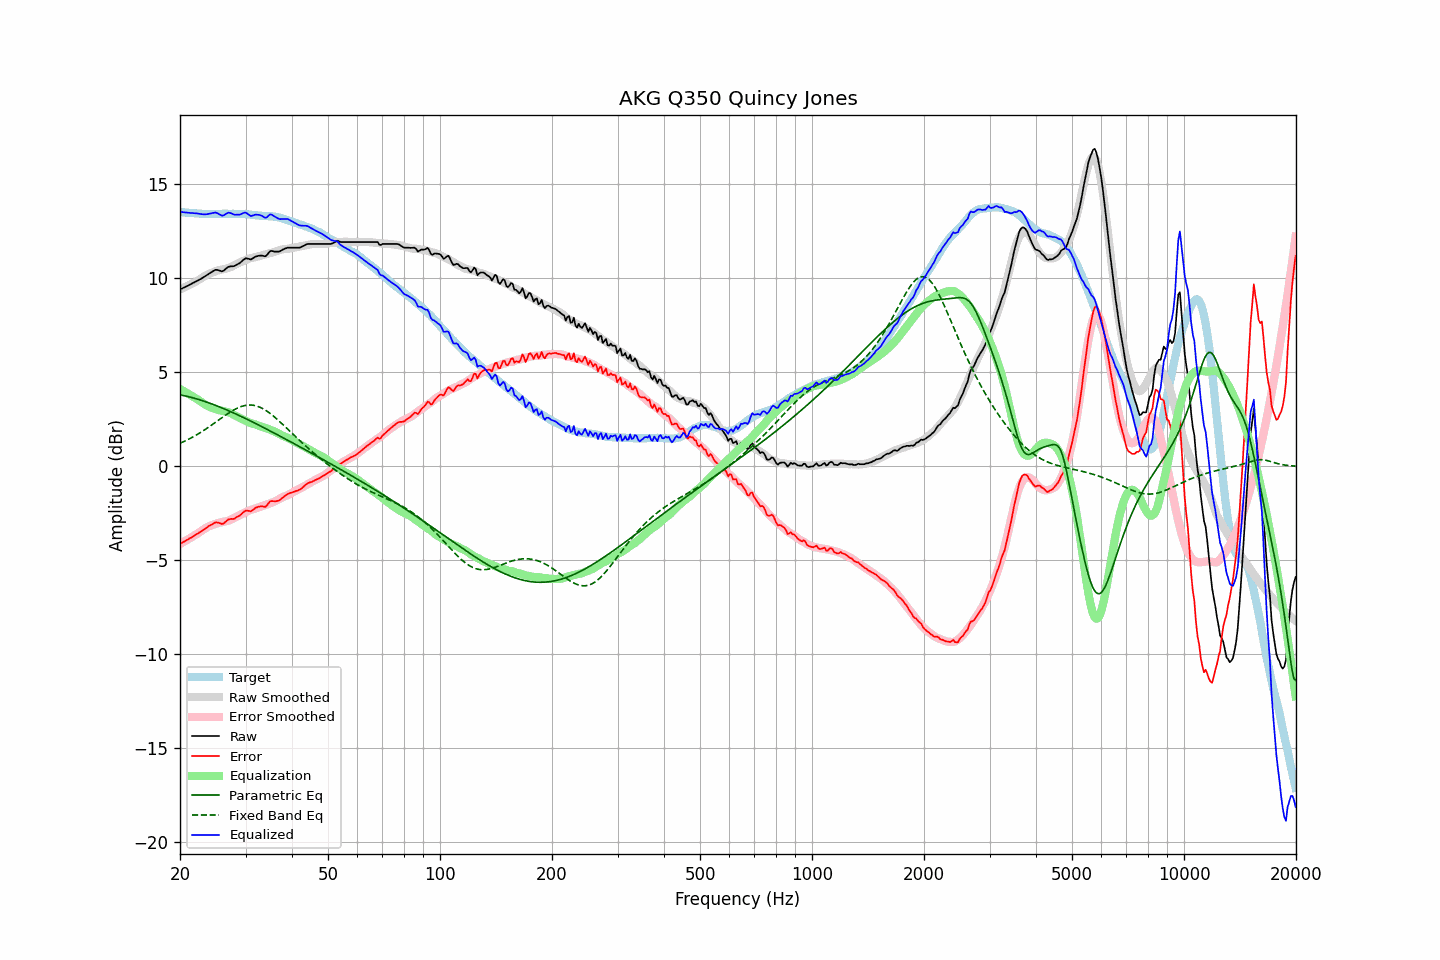 AKG Q350 Quincy Jones
Amplitude (dBr)
15
10
5
0
−5
−10
−15
−20
Target
Raw Smoothed
Error Smoothed
Raw
Error
Equalization
Parametric Eq
Fixed Band Eq
Equalized
20 50 100 200 500 1000 2000 5000 10000 20000
Frequency (Hz)